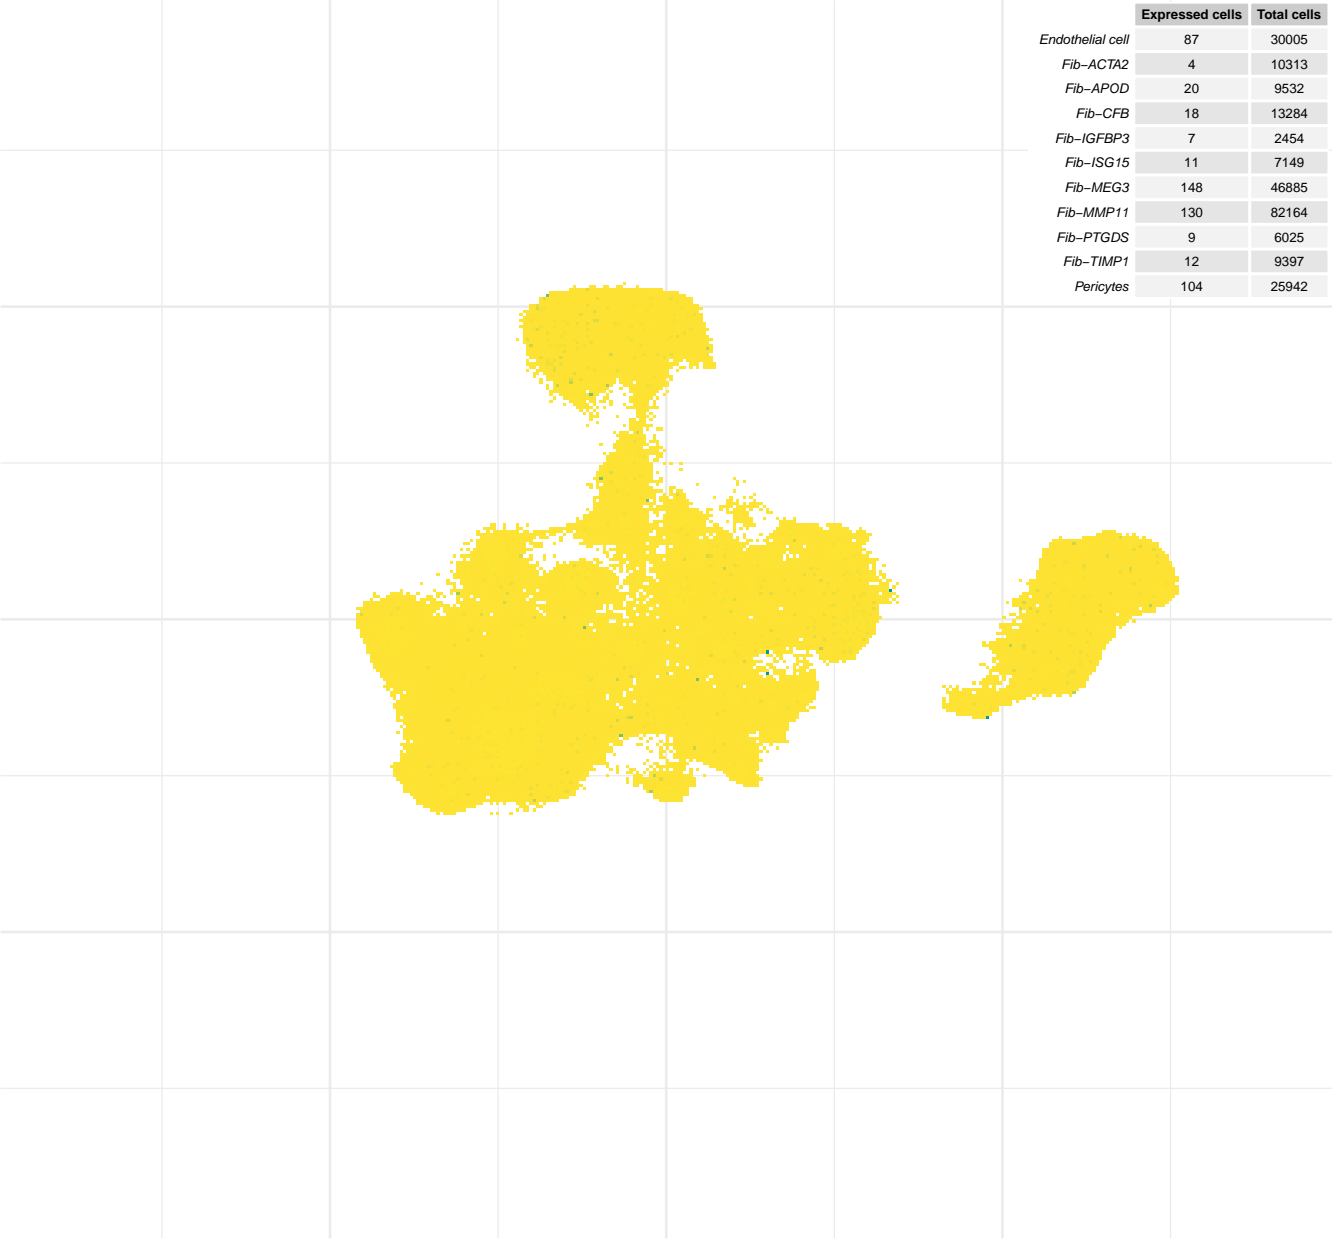 Expressed cells Total cells
Endothelial cell 87 30005
Fib−ACTA2 4 10313
Fib−APOD 20 9532
Fib−CFB 18 13284
Fib−IGFBP3 7 2454
Fib−ISG15 11 7149
Fib−MEG3 148 46885
Fib−MMP11 130 82164
Fib−PTGDS 9 6025
Fib−TIMP1 12 9397
Pericytes 104 25942